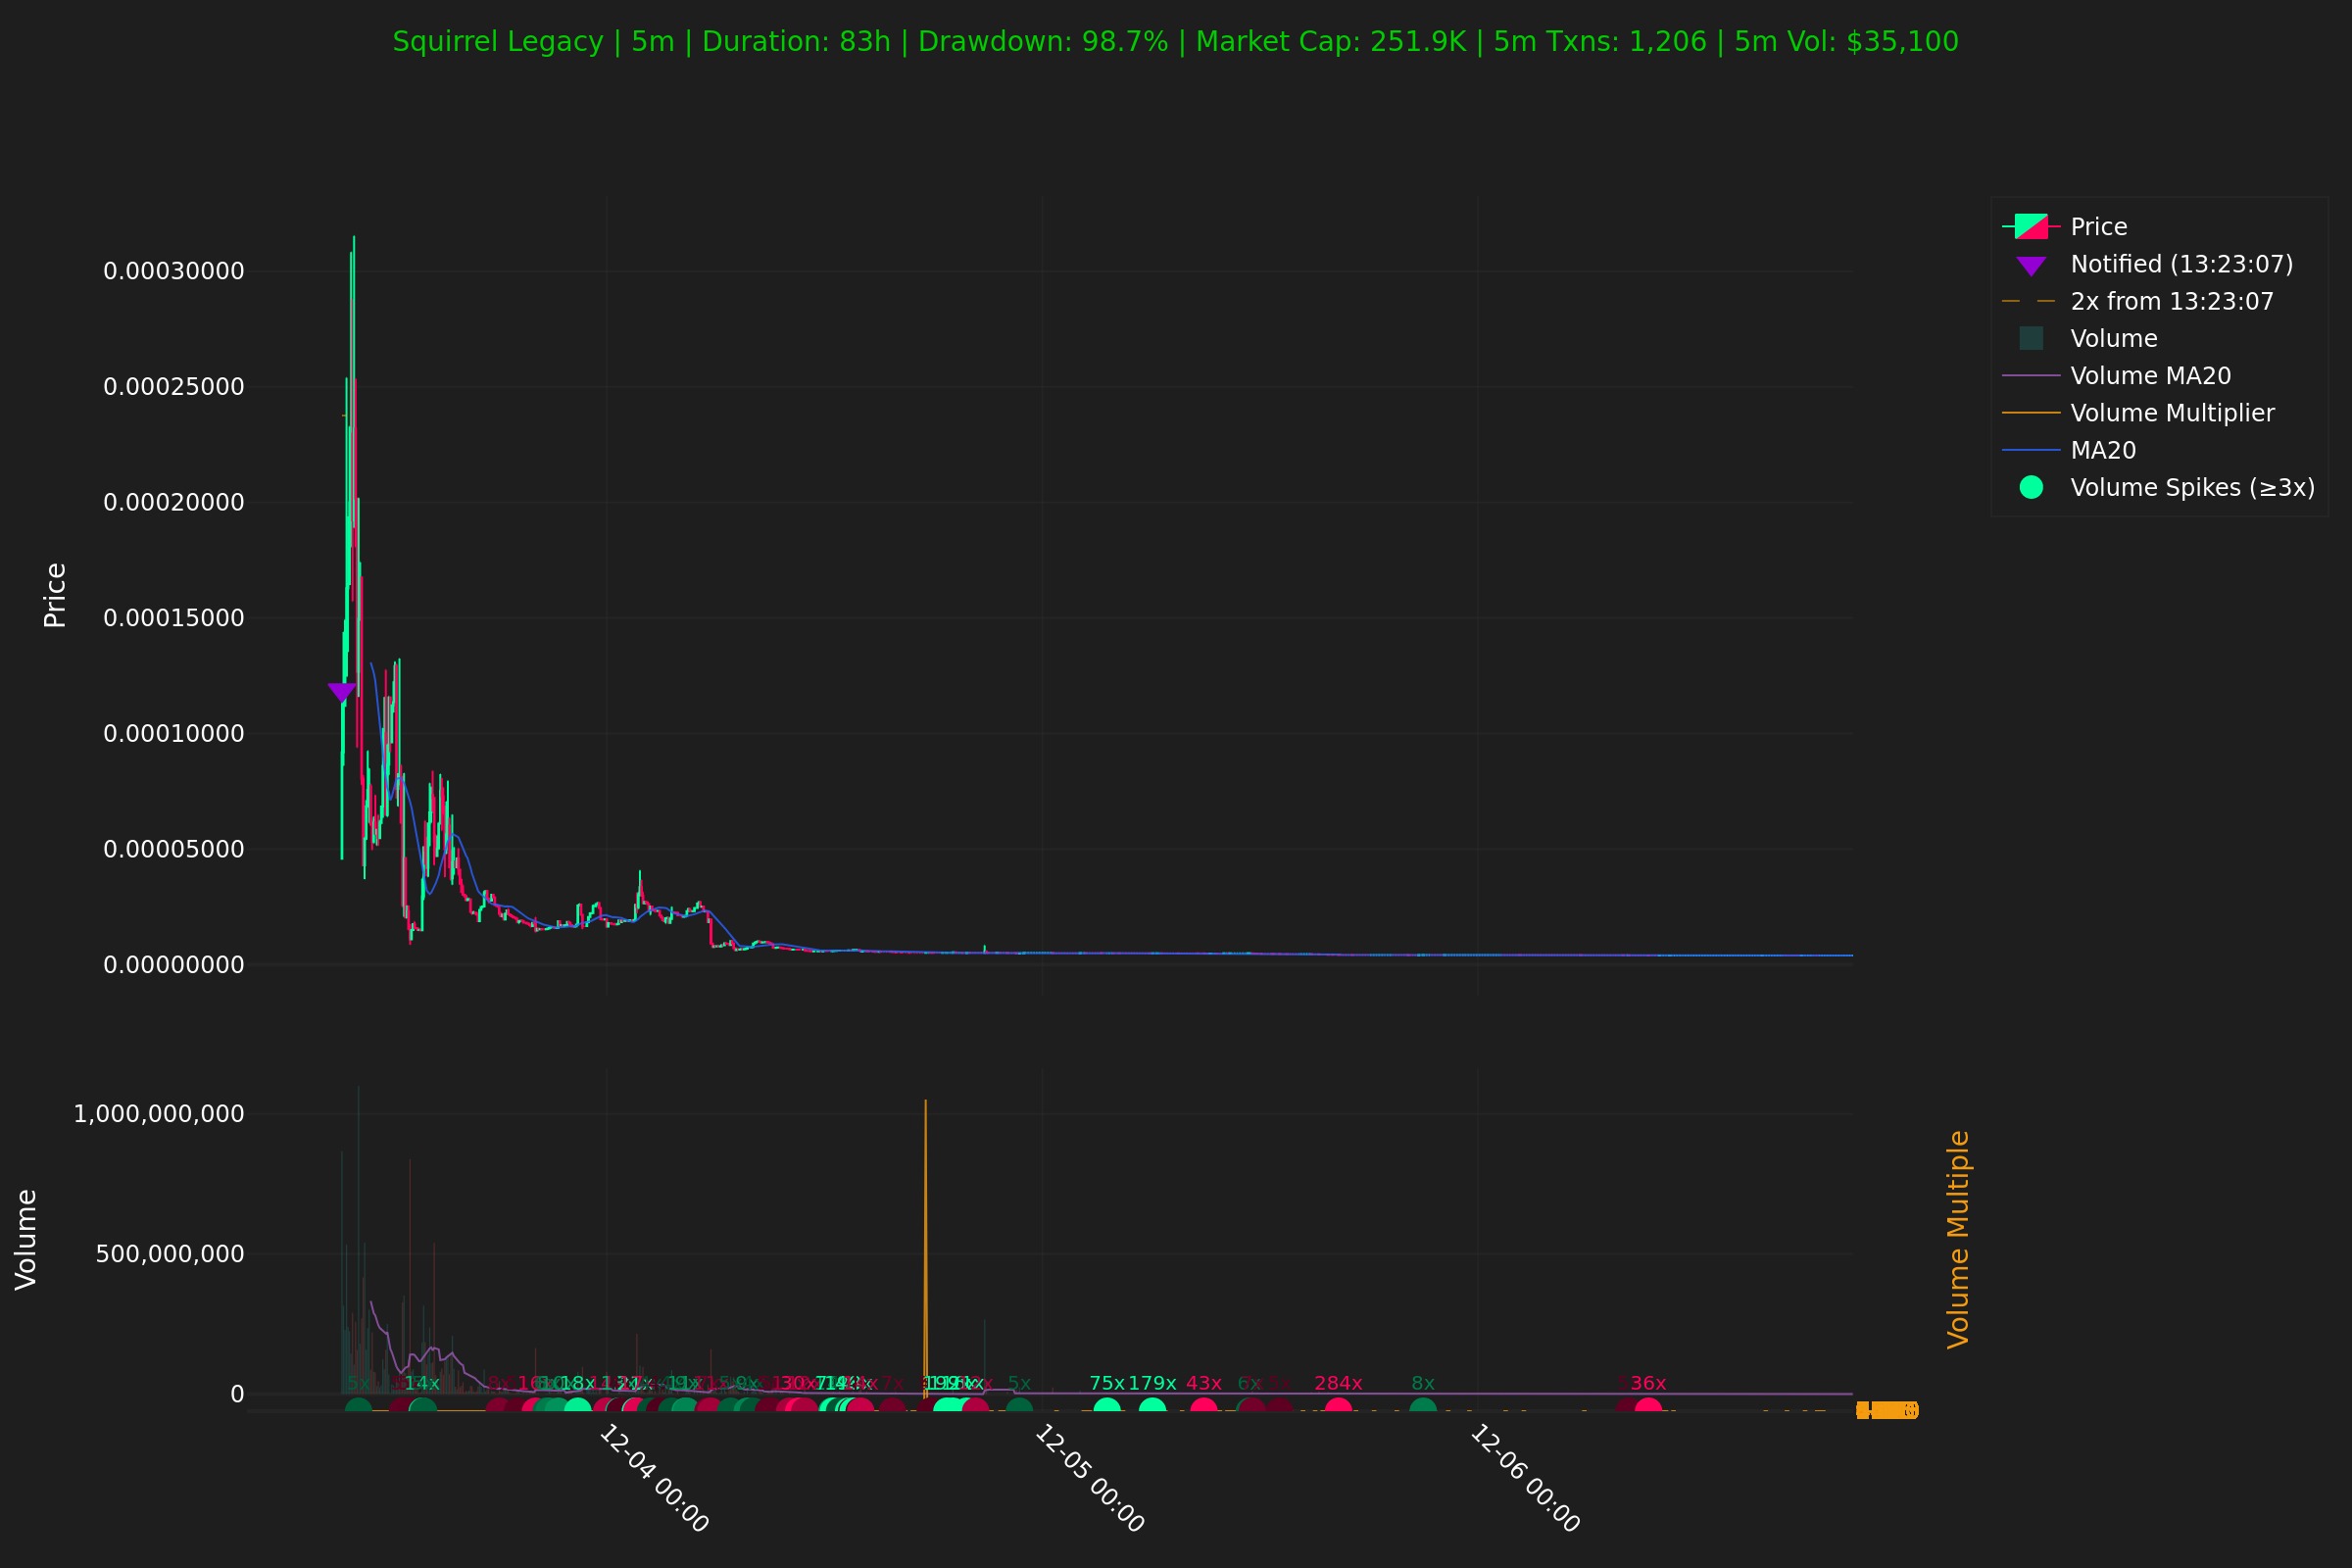 Squirrel Legacy | 5m | Duration: 83h | Drawdown: 98.7% | Market Cap: 251.9K | 5m Txns: 1,206 | 5m Vol: $35,100
Price
0.00030000
0.00025000
0.00020000
0.00015000
0.00010000
0.00005000
0.00000000
Price
Notified (13:23:07)
2x from 13:23:07
Volume
Volume MA20
Volume Multiplier
MA20
Volume Spikes (≥3x)
Volume
1,000,000,000
500,000,000
0
Volume Multiple
5x
14x
18x
30x
5x
75x
179x
43x
6x
284x
8x
36x
12-04 00:00
12-05 00:00
12-06 00:00